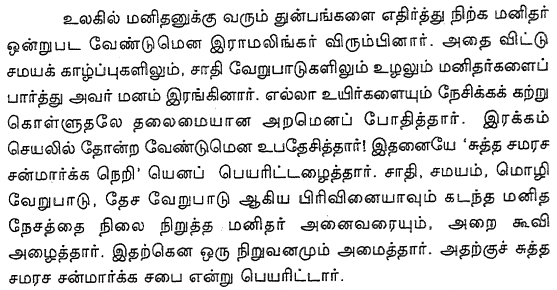 உலகில் மனிதனுக்கு வரும் துன்பங்களை எதிர்த்து நிற்க மனிதர்
ஒன்றுபட வேண்டுமென இராமலிங்கர் விரும்பினார். அதை விட்டு
சமயக் காழ்ப்புகளிலும், சாதி வேறுபாடுகளிலும் உழலும் மனிதர்களைப்
பார்த்து அவர் மனம் இரங்கினார். எல்லா உயிர்களையும் நேசிக்கக் கற்று
கொள்ளுதலே தலைமையான அறமெனப் போதித்தார். இரக்கம்
செயலில் தோன்ற வேண்டுமென உபதேசித்தார்! இதனையே ‘சுத்த சமரச
சன்மார்க்க நெறி’ யெனப் பெயரிட்டழைத்தார். சாதி, சமயம், மொழி
வேறுபாடு, தேச வேறுபாடு ஆகிய பிரிவினையாவும் கடந்த மனித
நேசத்தை நிலை நிறுத்த மனிதர் அனைவரையும், அறை கூவி
அழைத்தார். இதற்கென ஒரு நிறுவனமும் அமைத்தார். அதற்குச் சுத்த
சமரச சன்மார்க்க சபை என்று பெயரிட்டார்.